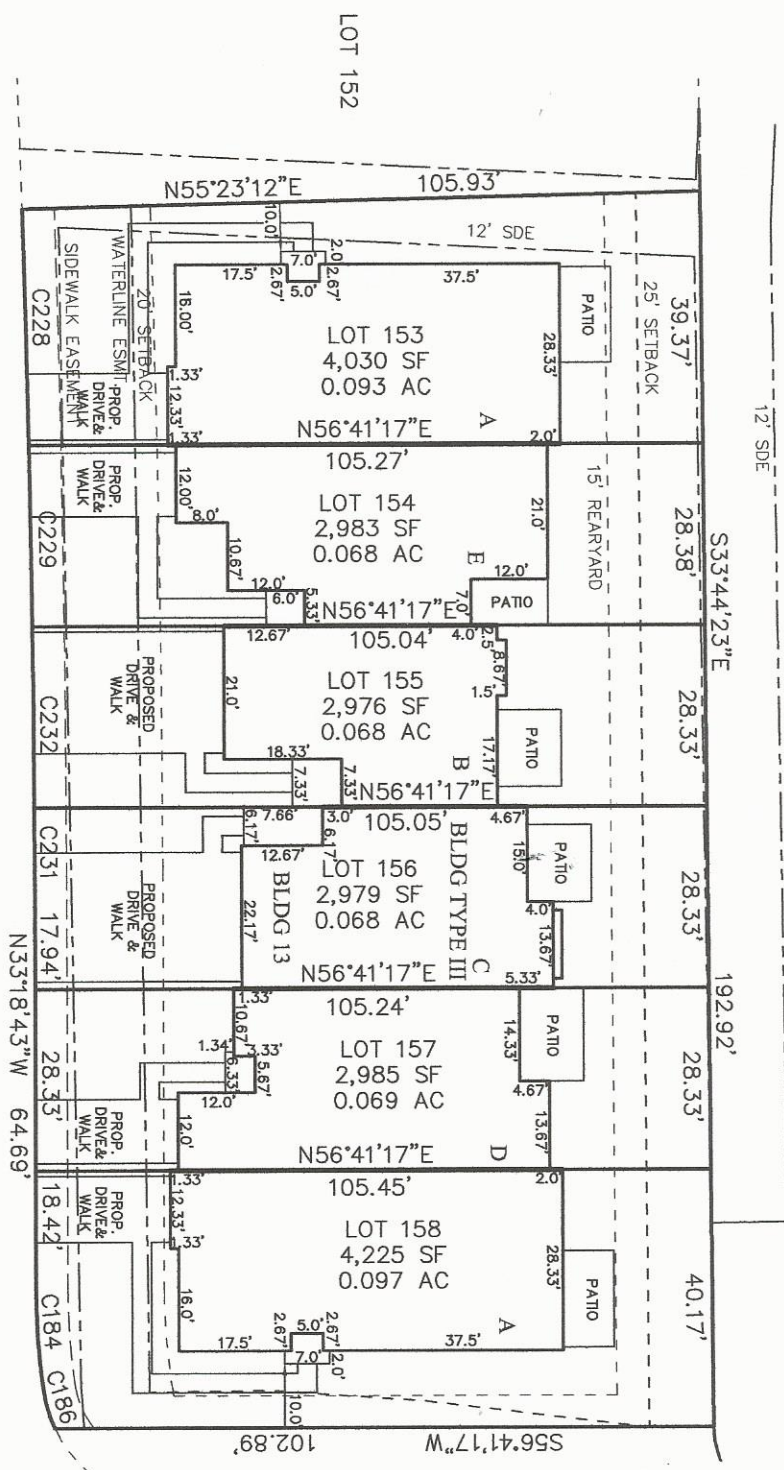 LOT 152
N55°23'12"E 105.93'
12' SDE
12' SDE
S33°44'23"E 192.92'
39.37'
28.38'
28.33'
28.33'
28.33'
40.17'
25' SETBACK
15' REARYARD
20' SETBACK
WATERLINE ESMT.
SIDEWALK EASEMENT
C228
C229
C232
C231 17.94'
28.33'
18.42'
C184 C186
N33°18'43"W 64.69'
S56°41'17"W 102.89'
LOT 153
4,030 SF
0.093 AC
A
PATIO
10.0'
7.0'
2.0'
17.5'
2.67'
5.0'
2.67'
37.5'
16.00'
28.33'
1.33'
12.33'
1.33'
2.0'
PROP.
DRIVE&
WALK
N56°41'17"E
105.27'
LOT 154
2,983 SF
0.068 AC
E
PATIO
12.00'
8.0'
10.67'
12.0'
6.0'
5.33'
21.0'
12.0'
7.0'
PROP.
DRIVE&
WALK
N56°41'17"E
105.04'
LOT 155
2,976 SF
0.068 AC
B
PATIO
12.67'
4.0'
2.5'
8.67'
1.5'
17.17'
21.0'
18.33'
7.33'
7.33'
PROPOSED
DRIVE &
WALK
N56°41'17"E
105.05'
LOT 156
2,979 SF
0.068 AC
BLDG TYPE III
C
BLDG 13
PATIO
7.66'
6.17'
3.0'
6.17'
12.67'
22.17'
4.67'
15.0'
4.0'
13.67'
5.33'
PROPOSED
DRIVE &
WALK
N56°41'17"E
105.24'
LOT 157
2,985 SF
0.069 AC
D
PATIO
1.33'
10.67'
1.34'
3.33'
6.33'
5.67'
12.0'
12.0'
14.33'
4.67'
13.67'
PROP.
DRIVE&
WALK
N56°41'17"E
105.45'
LOT 158
4,225 SF
0.097 AC
A
PATIO
1.33'
12.33'
1.33'
16.0'
2.0'
28.33'
17.5'
2.67'
5.0'
2.67'
37.5'
7.0'
2.0'
10.0'
PROP.
DRIVE&
WALK